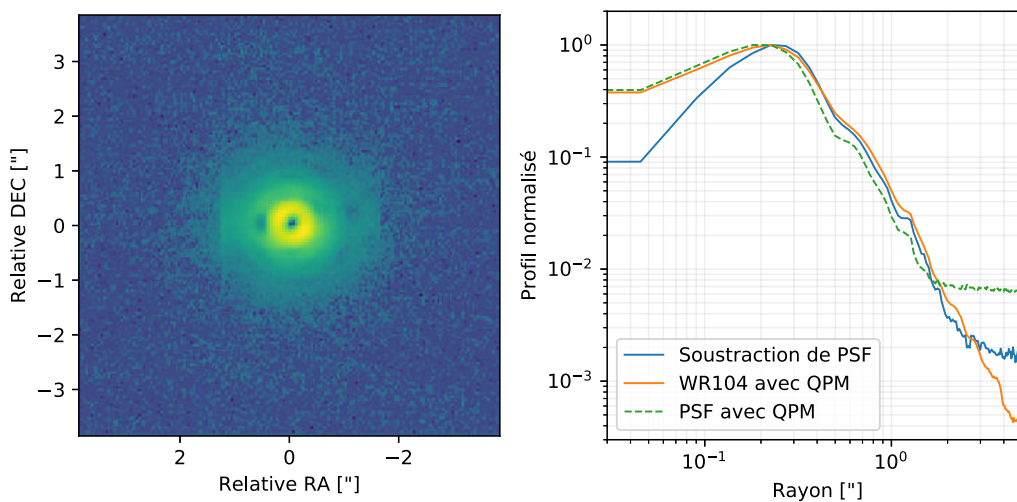 Relative DEC ["]
3
2
1
0
−1
−2
−3
2
0
−2
Relative RA ["]
Profil normalisé
10⁰
10⁻¹
10⁻²
10⁻³
Soustraction de PSF
WR104 avec QPM
PSF avec QPM
10⁻¹
10⁰
Rayon ["]